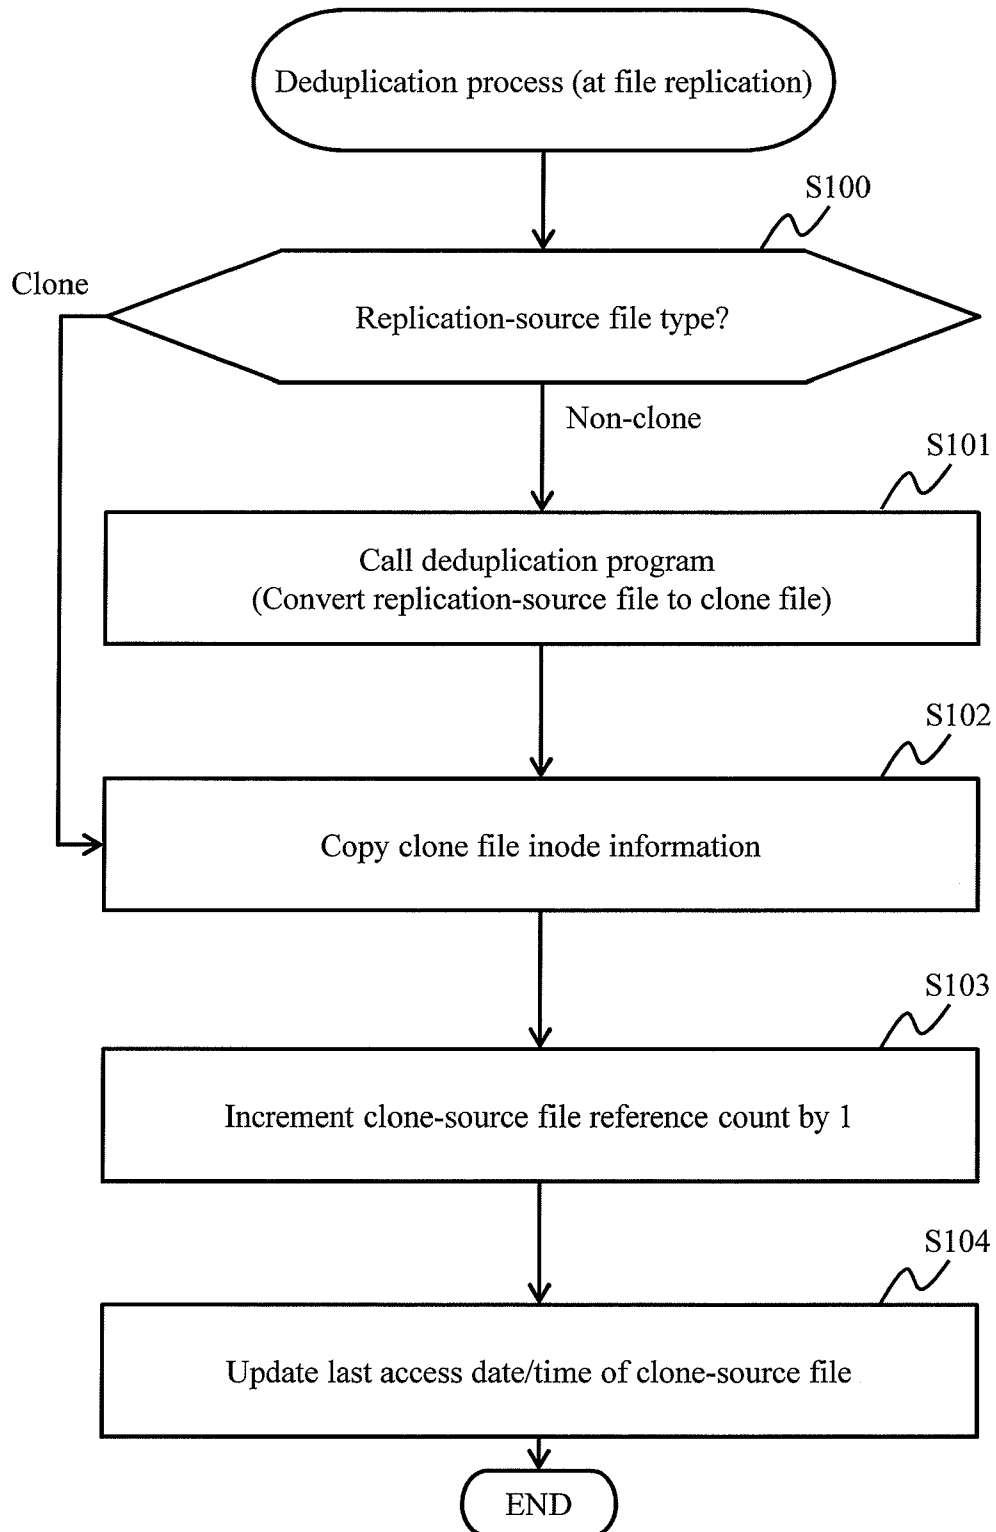 Deduplication process (at file replication)
S100
Clone
Replication-source file type?
Non-clone
S101
Call deduplication program
(Convert replication-source file to clone file)
S102
Copy clone file inode information
S103
Increment clone-source file reference count by 1
S104
Update last access date/time of clone-source file
END